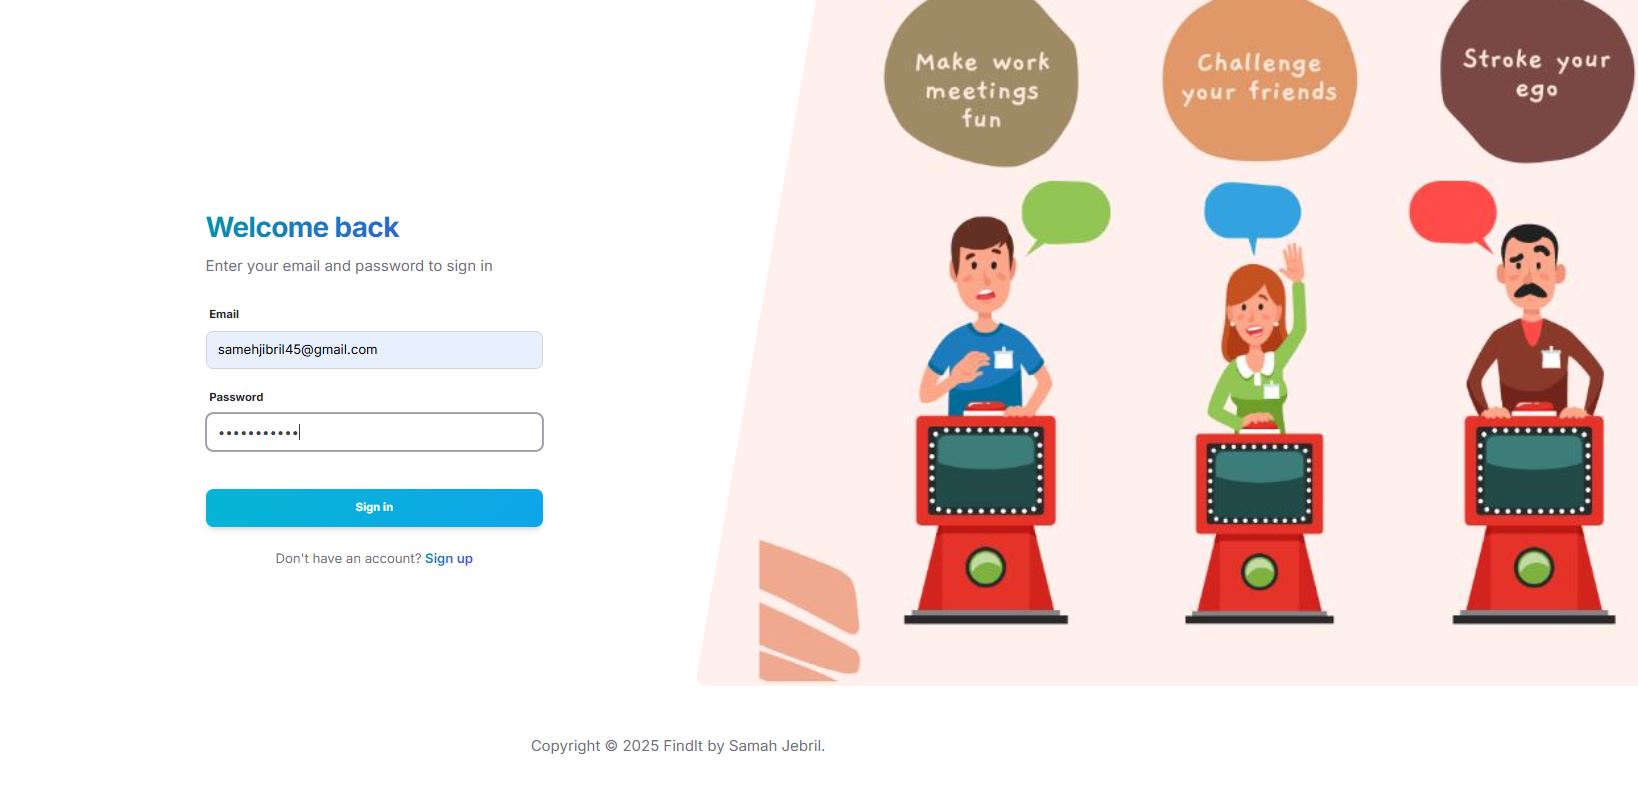 Make work
meetings
fun
Challenge
your friends
Stroke your
ego
Welcome back
Enter your email and password to sign in
Email
samehjibril45@gmail.com
Password
•••••••••••
Sign in
Don't have an account? Sign up
Copyright © 2025 FindIt by Samah Jebril.